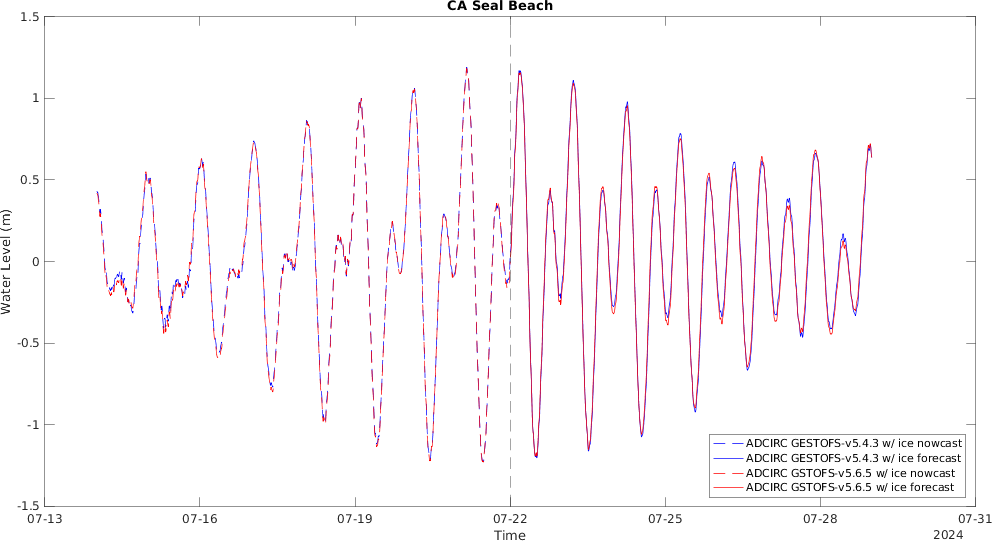 CA Seal Beach
Water Level (m)
1.5
1
0.5
0
-0.5
-1
-1.5
07-13
07-16
07-19
07-22
07-25
07-28
07-31
Time
2024
ADCIRC GESTOFS-v5.4.3 w/ ice nowcast
ADCIRC GESTOFS-v5.4.3 w/ ice forecast
ADCIRC GSTOFS-v5.6.5 w/ ice nowcast
ADCIRC GSTOFS-v5.6.5 w/ ice forecast